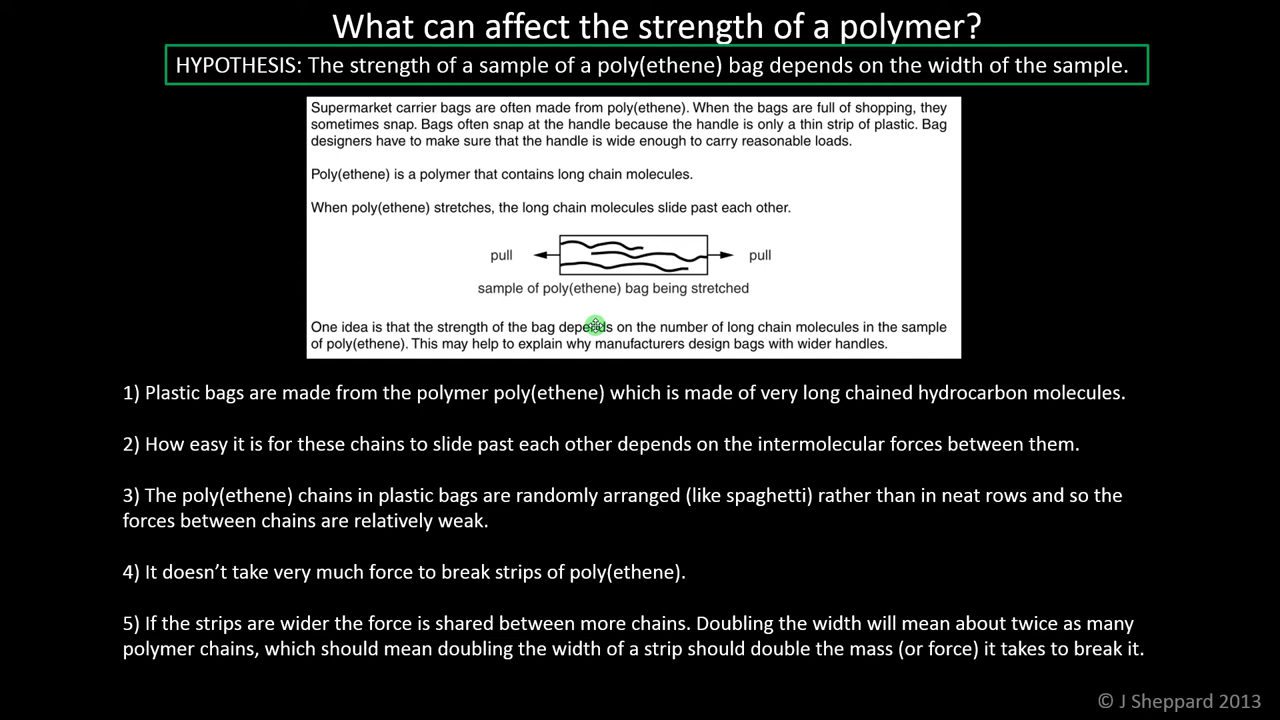 What can affect the strength of a polymer?
HYPOTHESIS: The strength of a sample of a poly(ethene) bag depends on the width of the sample.
Supermarket carrier bags are often made from poly(ethene). When the bags are full of shopping, they
sometimes snap. Bags often snap at the handle because the handle is only a thin strip of plastic. Bag
designers have to make sure that the handle is wide enough to carry reasonable loads.
Poly(ethene) is a polymer that contains long chain molecules.
When poly(ethene) stretches, the long chain molecules slide past each other.
pull pull
sample of poly(ethene) bag being stretched
One idea is that the strength of the bag depends on the number of long chain molecules in the sample
of poly(ethene). This may help to explain why manufacturers design bags with wider handles.
1) Plastic bags are made from the polymer poly(ethene) which is made of very long chained hydrocarbon molecules.
2) How easy it is for these chains to slide past each other depends on the intermolecular forces between them.
3) The poly(ethene) chains in plastic bags are randomly arranged (like spaghetti) rather than in neat rows and so the
forces between chains are relatively weak.
4) It doesn’t take very much force to break strips of poly(ethene).
5) If the strips are wider the force is shared between more chains. Doubling the width will mean about twice as many
polymer chains, which should mean doubling the width of a strip should double the mass (or force) it takes to break it.
© J Sheppard 2013